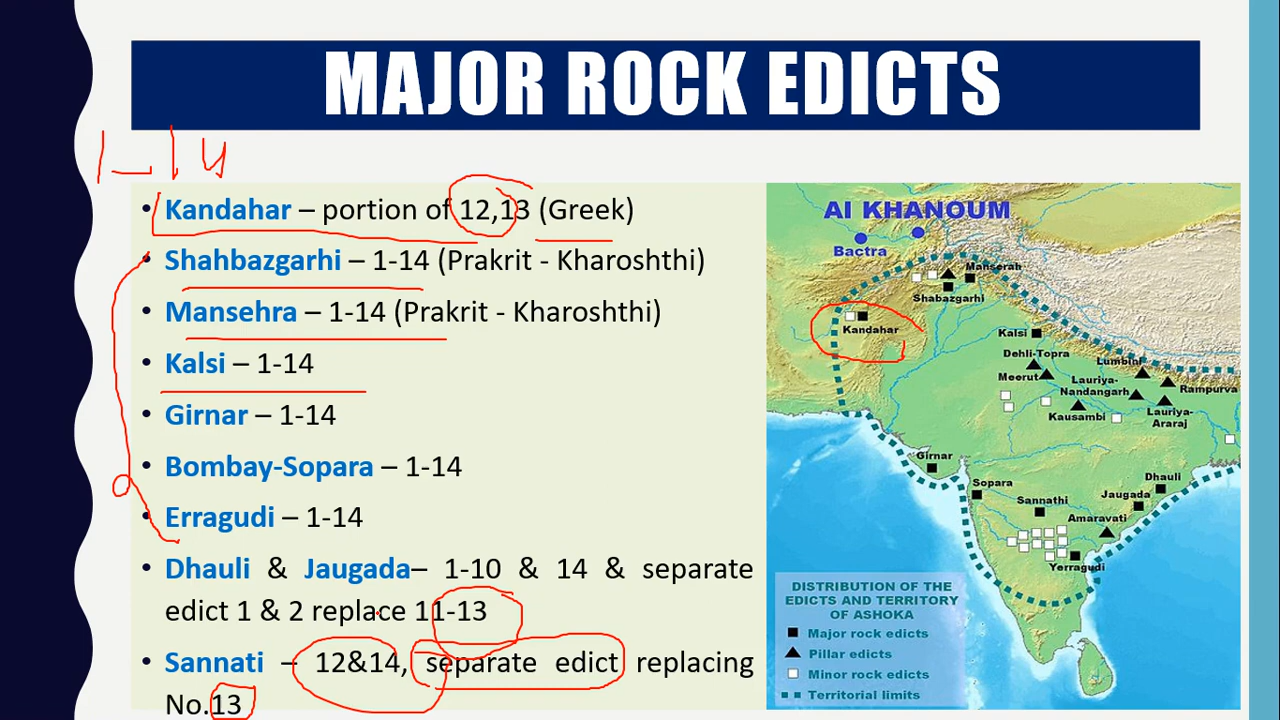 MAJOR ROCK EDICTS
1-14
• Kandahar – portion of 12,13 (Greek)
• Shahbazgarhi – 1-14 (Prakrit - Kharoshthi)
• Mansehra – 1-14 (Prakrit - Kharoshthi)
• Kalsi – 1-14
• Girnar – 1-14
• Bombay-Sopara – 1-14
• Erragudi – 1-14
• Dhauli & Jaugada– 1-10 & 14 & separate
edict 1 & 2 replace 11-13
• Sannati – 12&14, separate edict replacing
No.13
AI KHANOUM
Bactra
Manserah
Shabazgarhi
Kandahar
Kalsi
Dehli-Topra
Lumbini
Meerut
Lauriya-
Nandangarh
Rampurva
Kausambi
Lauriya-
Araraj
Girnar
Sopara
Dhauli
Sannathi
Jaugada
Amaravati
Yerragudi
DISTRIBUTION OF THE
EDICTS AND TERRITORY
OF ASHOKA
Major rock edicts
Pillar edicts
Minor rock edicts
Territorial limits